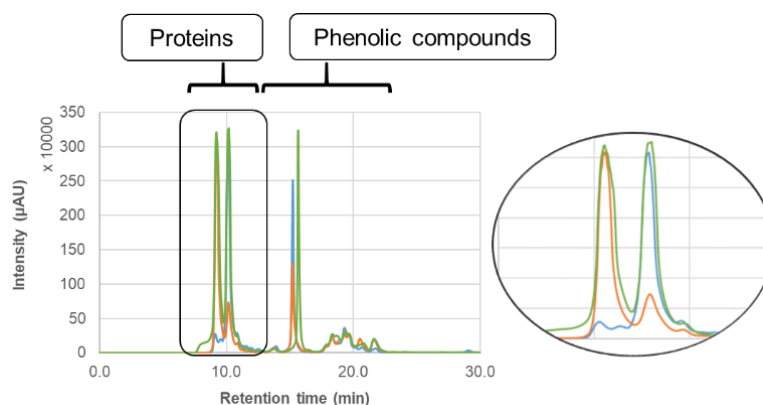 Proteins
Phenolic compounds
350
300
250
200
150
100
50
0
x 10000
Intensity (µAU)
0.0 10.0 20.0 30.0
Retention time (min)